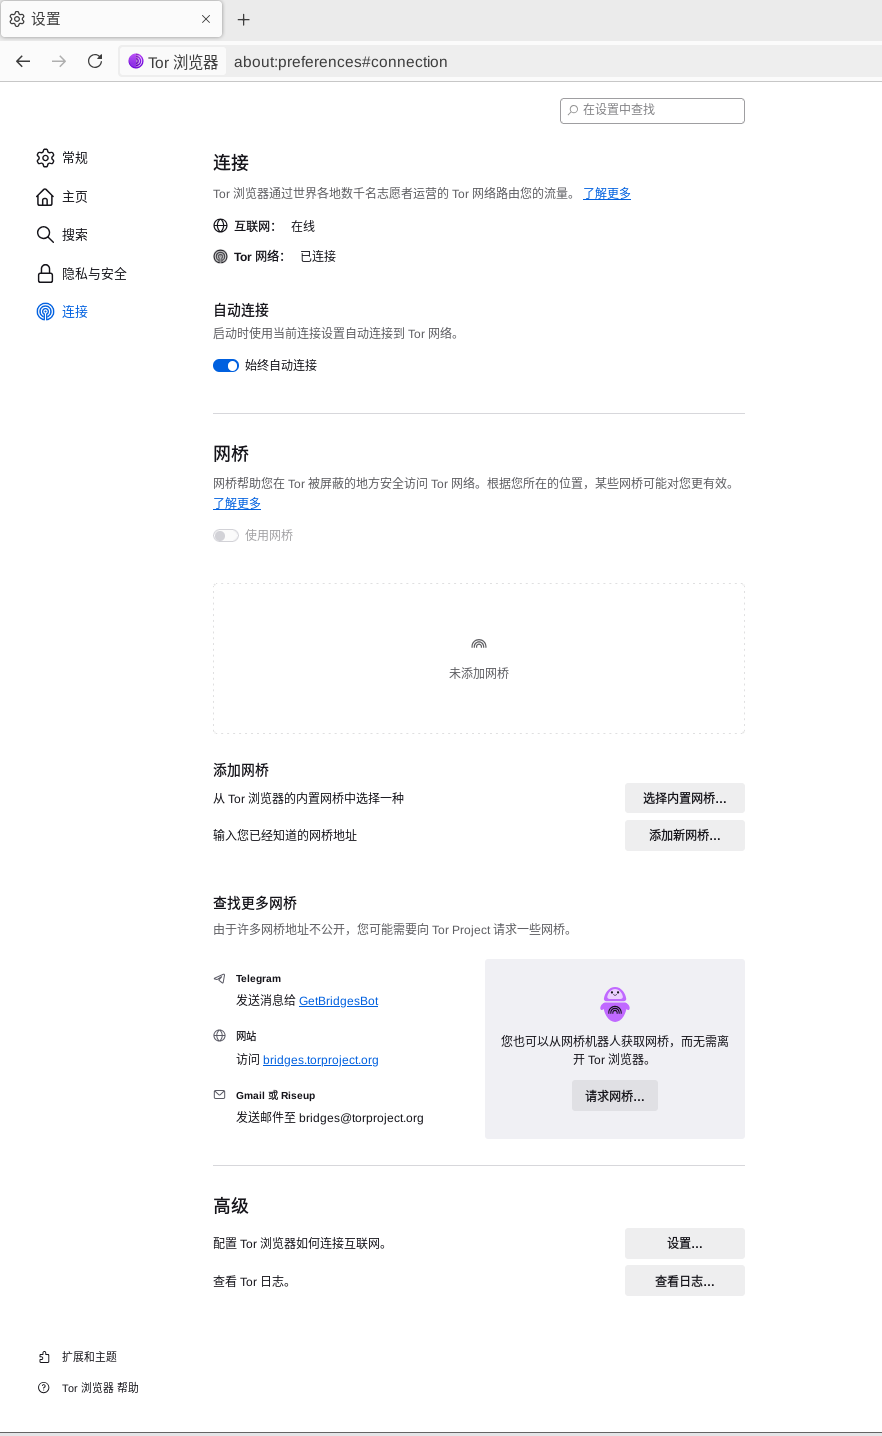 设置
Tor 浏览器 about:preferences#connection
在设置中查找
常规
主页
搜索
隐私与安全
连接
连接
Tor 浏览器通过世界各地数千名志愿者运营的 Tor 网络路由您的流量。 了解更多
互联网： 在线
Tor 网络： 已连接
自动连接
启动时使用当前连接设置自动连接到 Tor 网络。
始终自动连接
网桥
网桥帮助您在 Tor 被屏蔽的地方安全访问 Tor 网络。根据您所在的位置，某些网桥可能对您更有效。
了解更多
使用网桥
未添加网桥
添加网桥
从 Tor 浏览器的内置网桥中选择一种
选择内置网桥…
输入您已经知道的网桥地址
添加新网桥…
查找更多网桥
由于许多网桥地址不公开，您可能需要向 Tor Project 请求一些网桥。
Telegram
发送消息给 GetBridgesBot
网站
访问 bridges.torproject.org
Gmail 或 Riseup
发送邮件至 bridges@torproject.org
您也可以从网桥机器人获取网桥，而无需离
开 Tor 浏览器。
请求网桥…
高级
配置 Tor 浏览器如何连接互联网。
设置…
查看 Tor 日志。
查看日志…
扩展和主题
Tor 浏览器 帮助